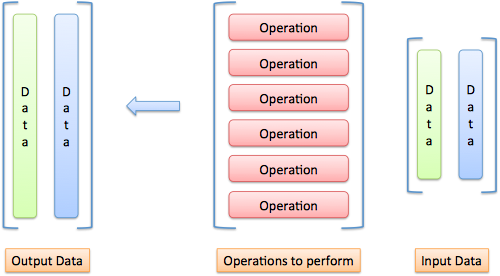 Data
Data
Operation
Operation
Operation
Operation
Operation
Operation
Data
Data
Output Data
Operations to perform
Input Data